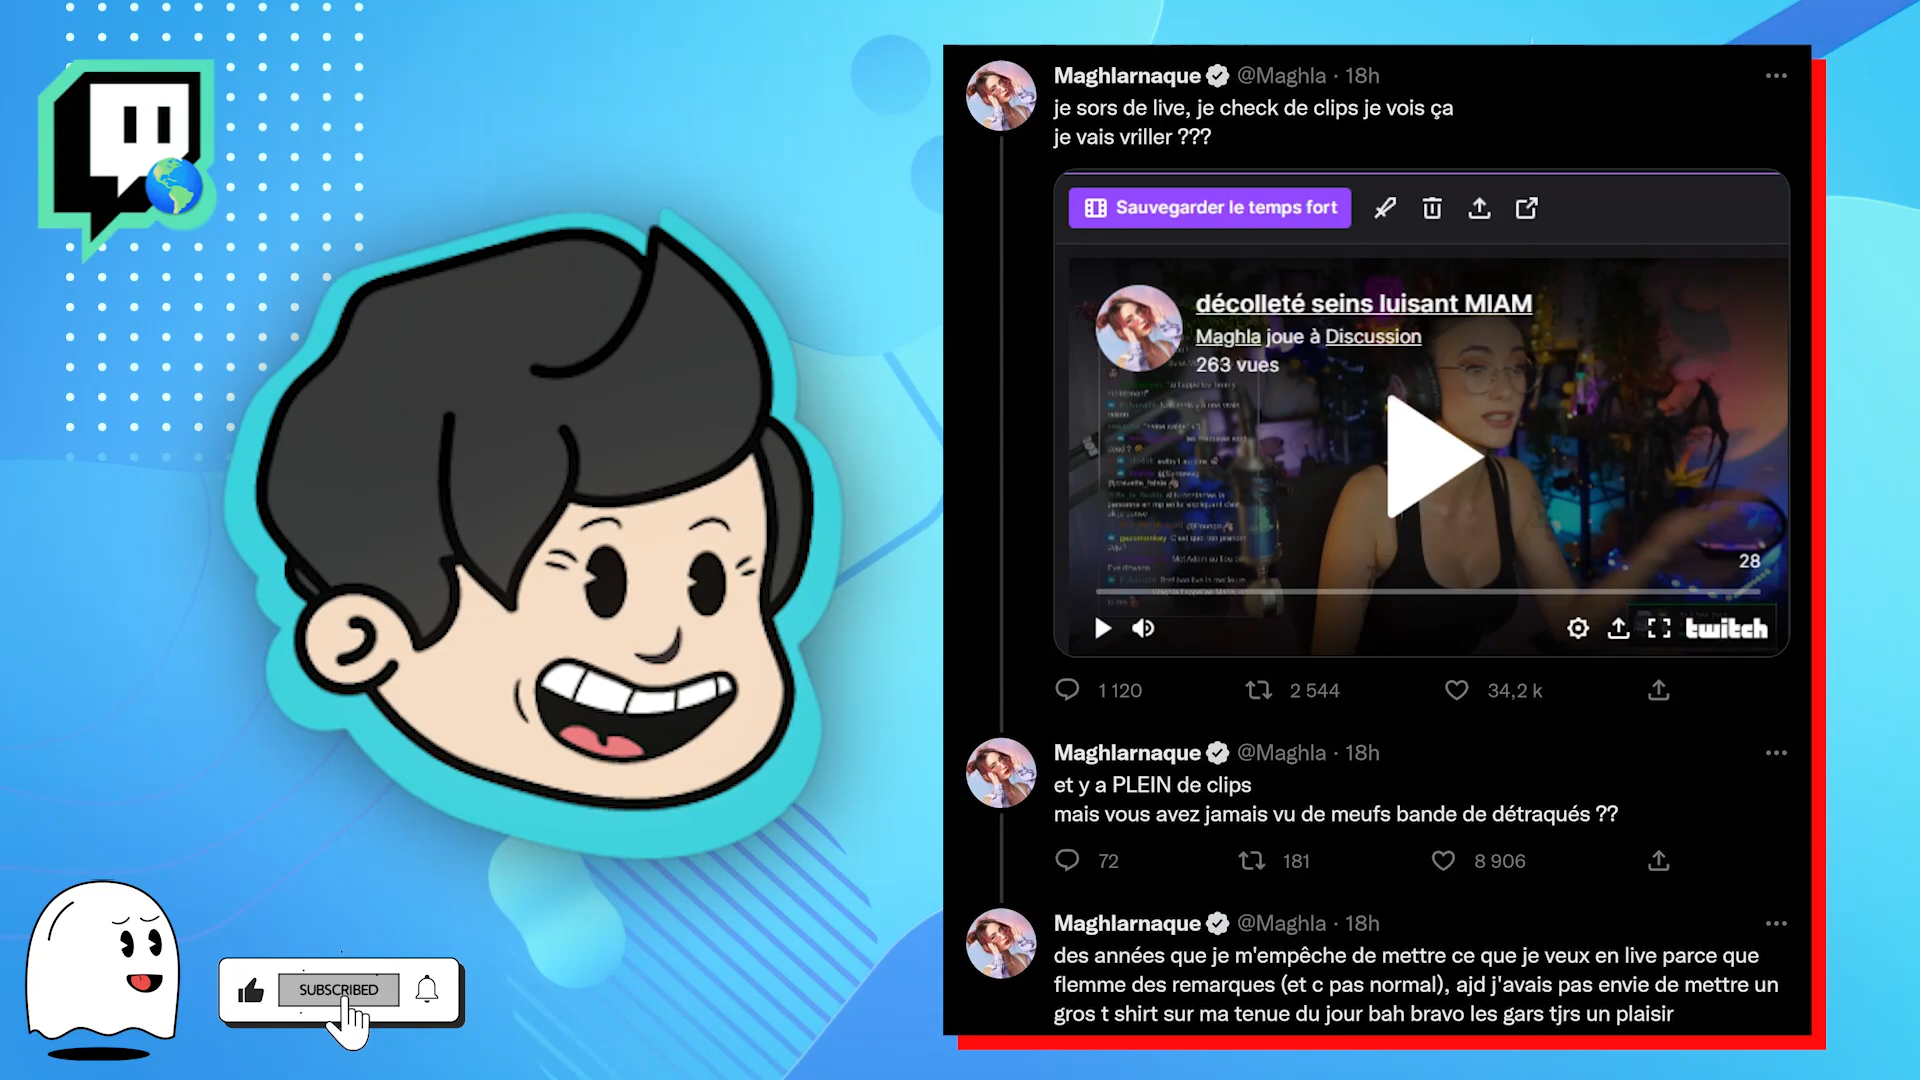 Maghlarnaque @Maghla · 18h
je sors de live, je check de clips je vois ça
je vais vriller ???
Sauvegarder le temps fort
décolleté seins luisant MIAM
Maghla joue à Discussion
263 vues
28
twitch
1 120 2 544 34,2 k
Maghlarnaque @Maghla · 18h
et y a PLEIN de clips
mais vous avez jamais vu de meufs bande de détraqués ??
72 181 8 906
Maghlarnaque @Maghla · 18h
des années que je m'empêche de mettre ce que je veux en live parce que
flemme des remarques (et c pas normal), ajd j'avais pas envie de mettre un
gros t shirt sur ma tenue du jour bah bravo les gars tjrs un plaisir
SUBSCRIBED